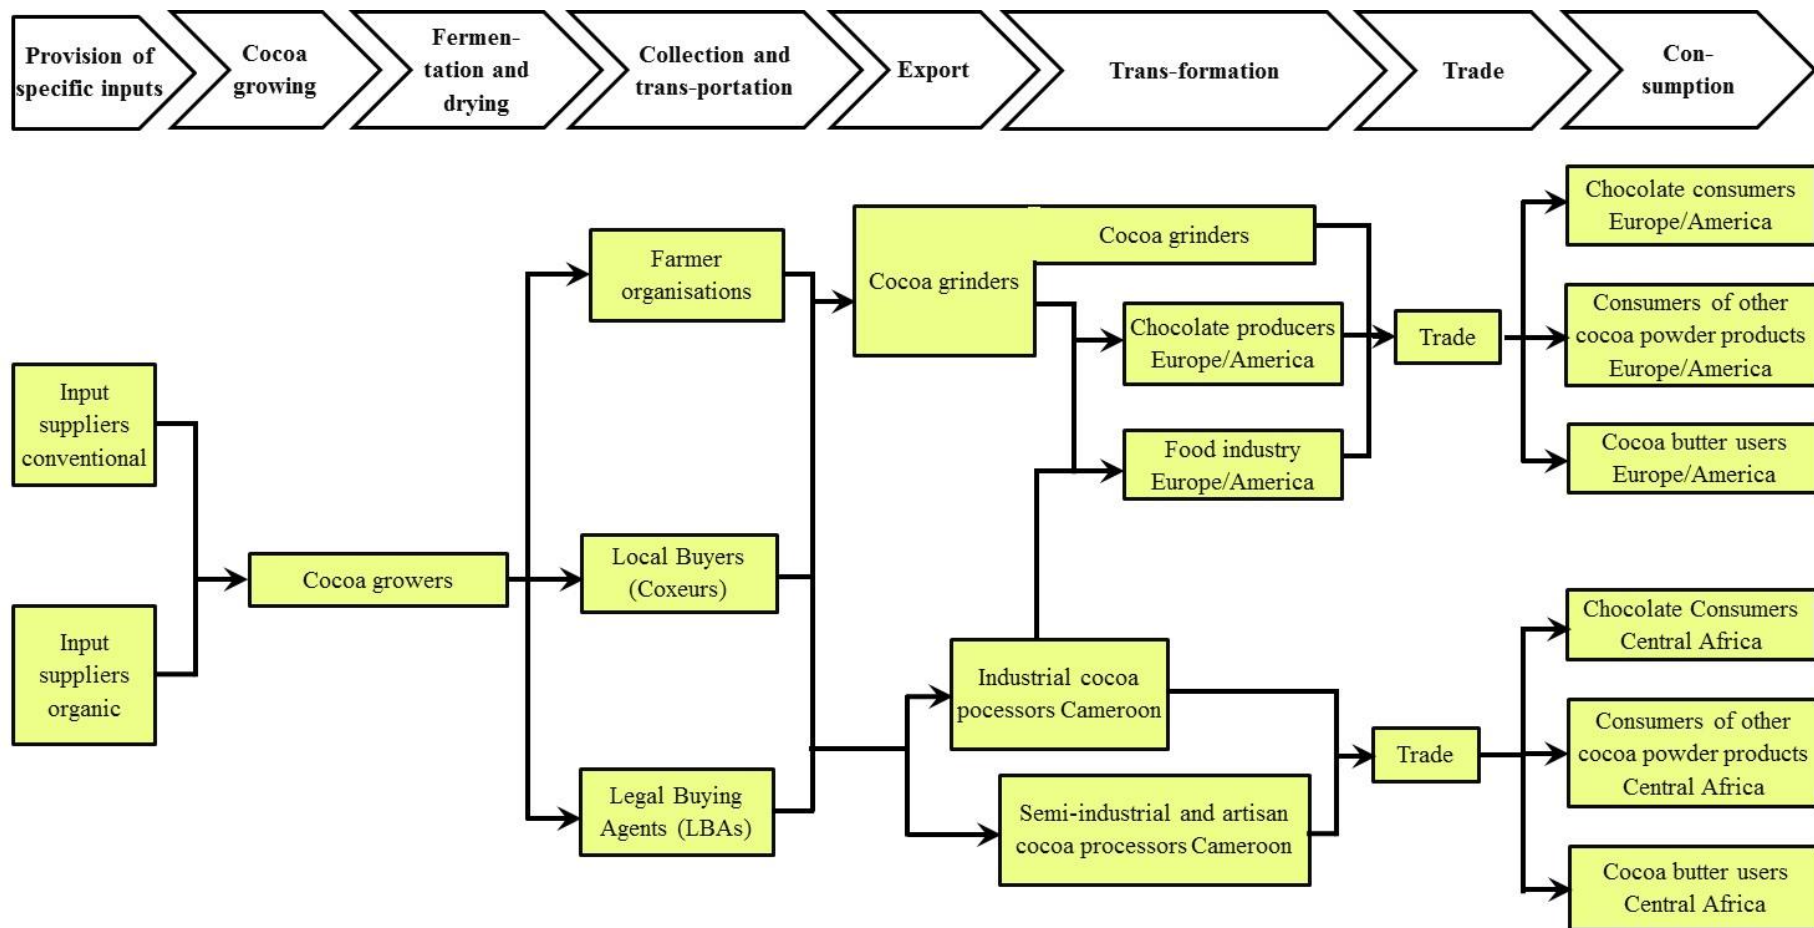 Provision of
specific inputs
Cocoa
growing
Fermen-
tation and
drying
Collection and
trans-portation
Export
Trans-formation
Trade
Con-
sumption
Input
suppliers
conventional
Input
suppliers
organic
Cocoa growers
Farmer
organisations
Local Buyers
(Coxeurs)
Legal Buying
Agents (LBAs)
Cocoa grinders
Cocoa grinders
Chocolate producers
Europe/America
Food industry
Europe/America
Industrial cocoa
pocessors Cameroon
Semi-industrial and artisan
cocoa processors Cameroon
Trade
Trade
Chocolate consumers
Europe/America
Consumers of other
cocoa powder products
Europe/America
Cocoa butter users
Europe/America
Chocolate Consumers
Central Africa
Consumers of other
cocoa powder products
Central Africa
Cocoa butter users
Central Africa